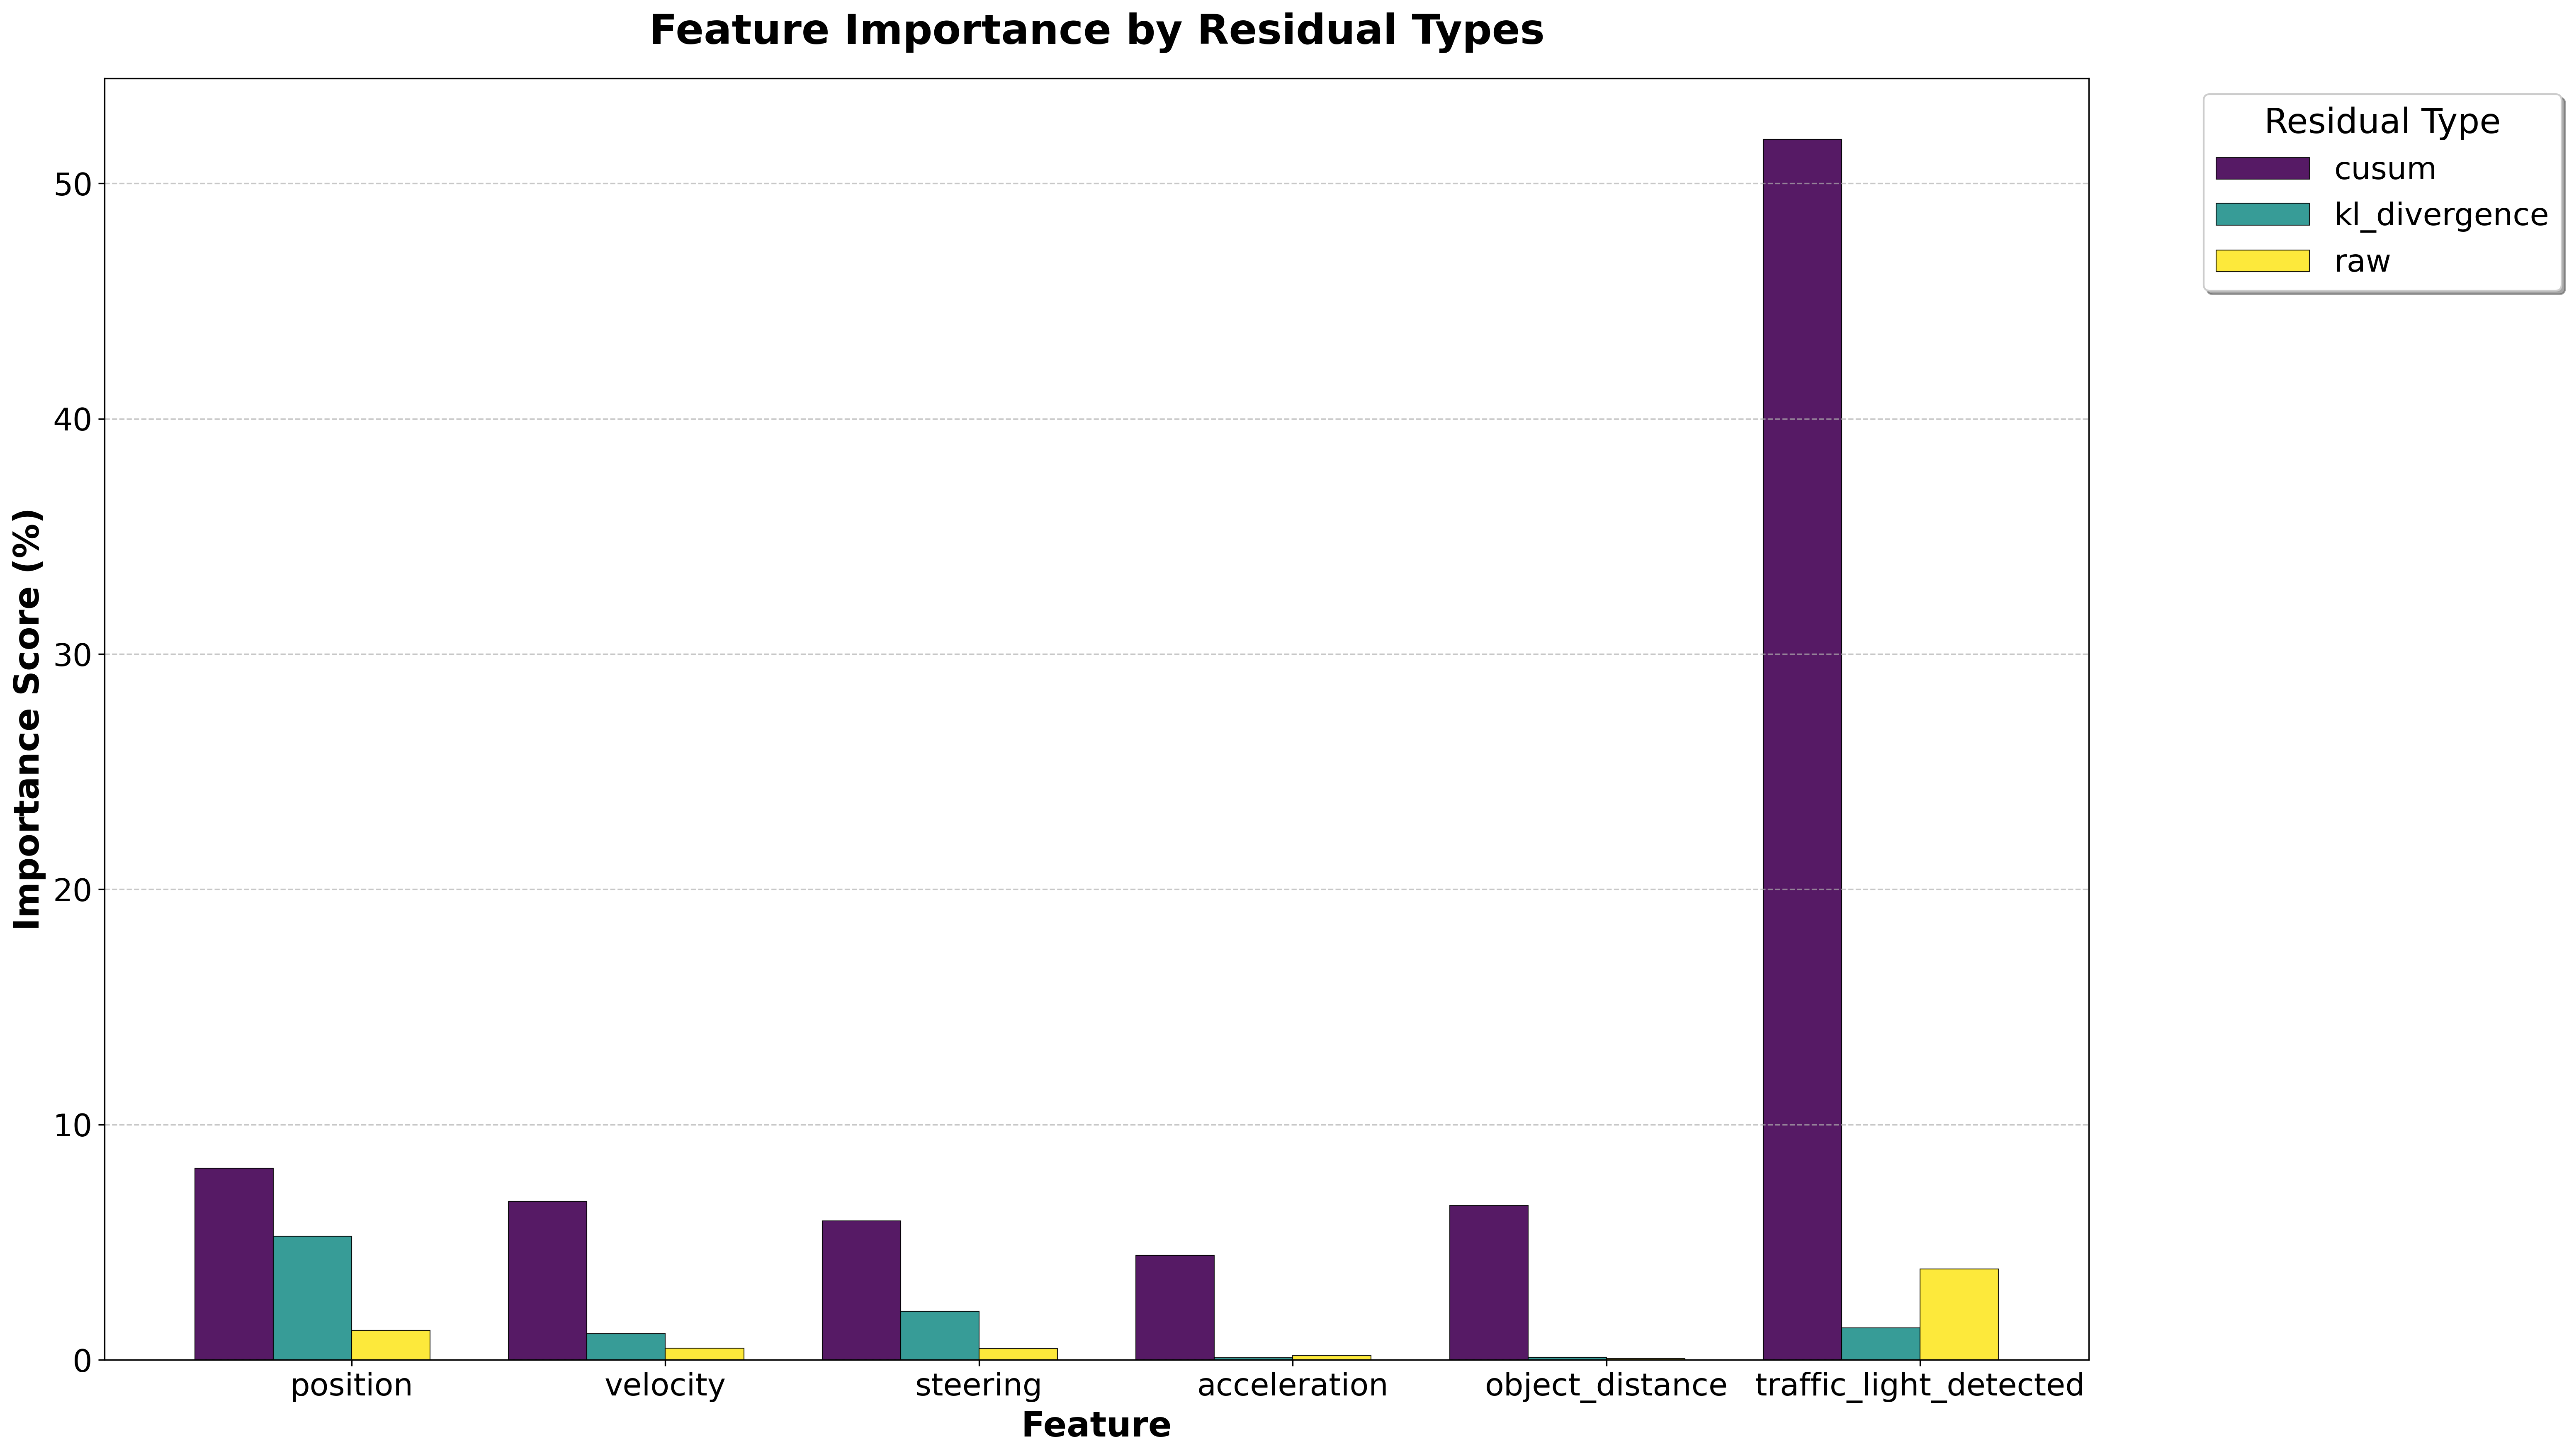 Feature Importance by Residual Types
Residual Type
cusum
kl_divergence
raw
Importance Score (%)
50
40
30
20
10
0
position velocity steering acceleration object_distance traffic_light_detected
Feature